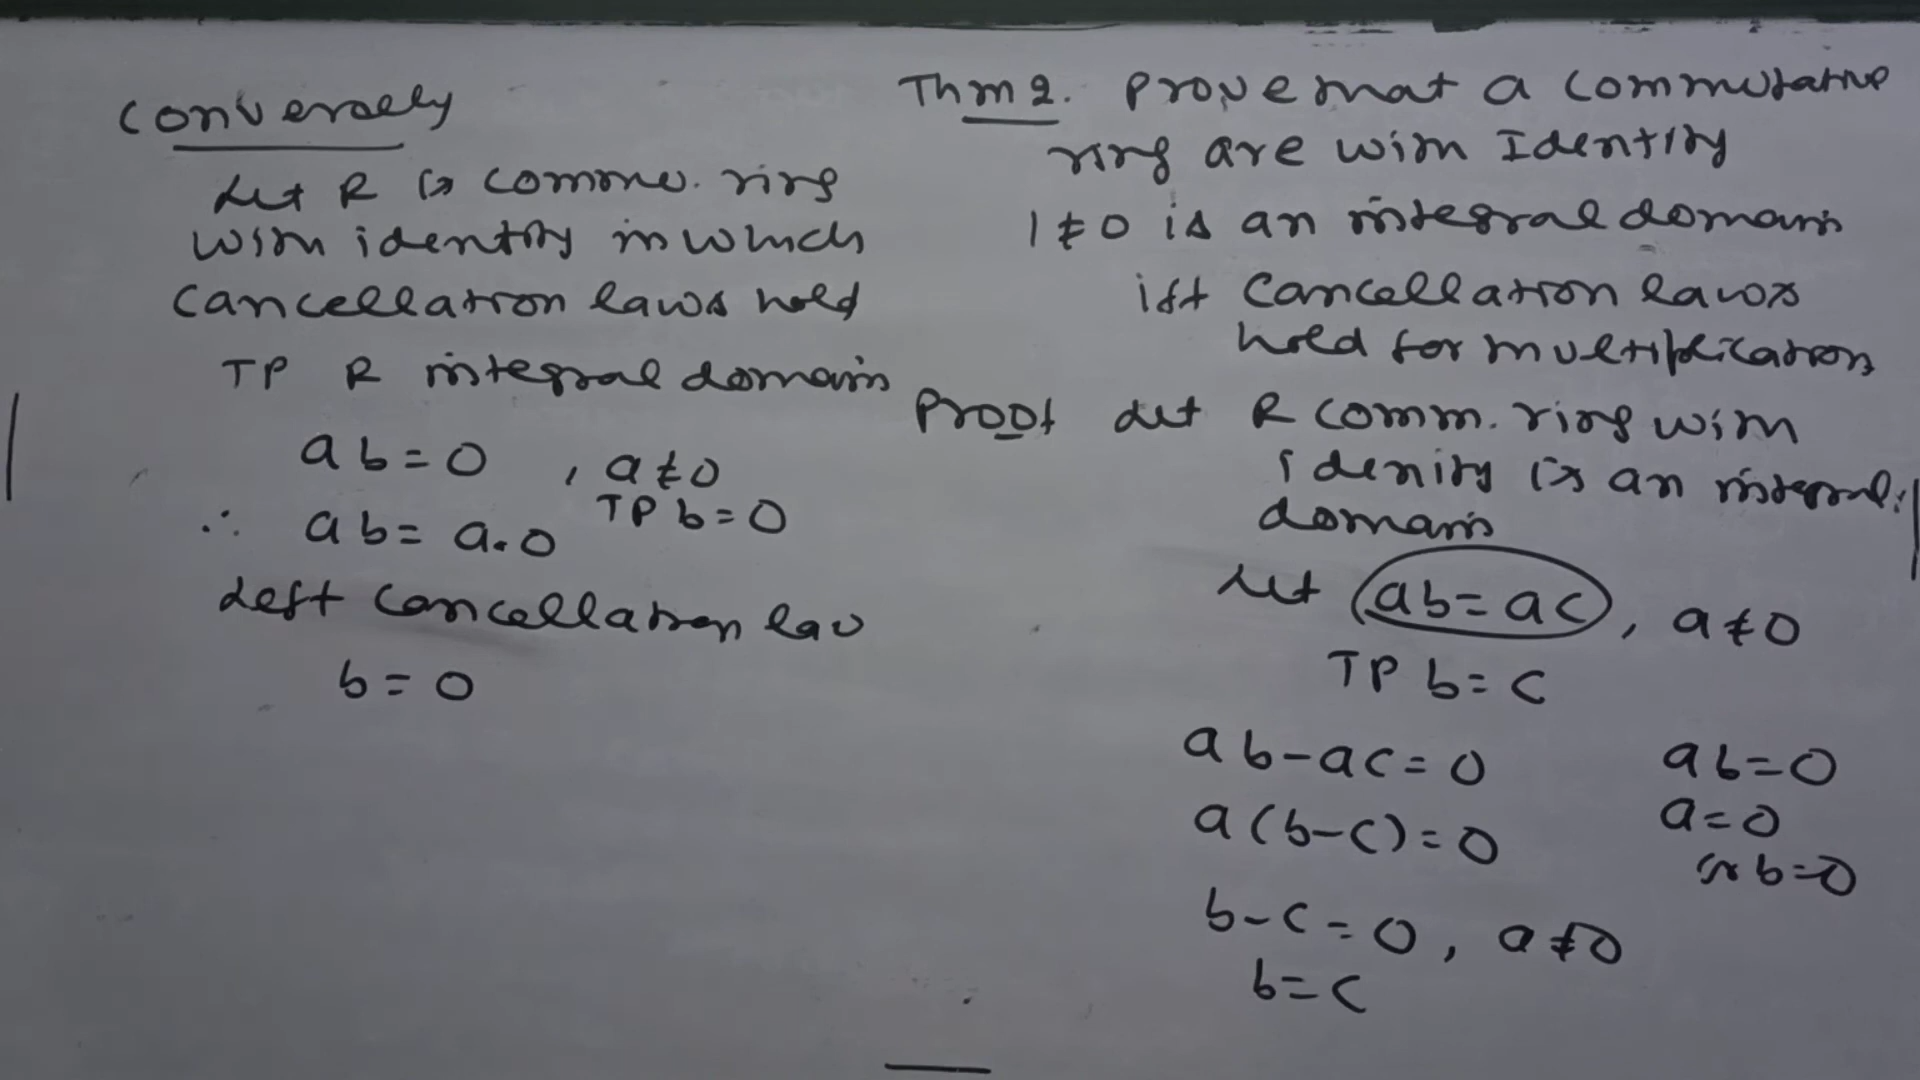 Thm 2. Prove that a commutative
ring are with Identity
1 ≠ 0 is an integral domain
iff Cancellation laws
hold for multiplication
Proof Let R comm. ring with
idenity is an integral
domain
Let ab = ac, a ≠ 0
TP b = c
ab - ac = 0
a(b - c) = 0
b - c = 0, a ≠ 0
b = c
ab = 0
a = 0
or b = 0
Conversely
Let R is comm. ring
with identity in which
Cancellation laws hold
TP R integral domain
ab = 0, a ≠ 0
TP b = 0
∴ ab = a.0
Left Cancellation law
b = 0